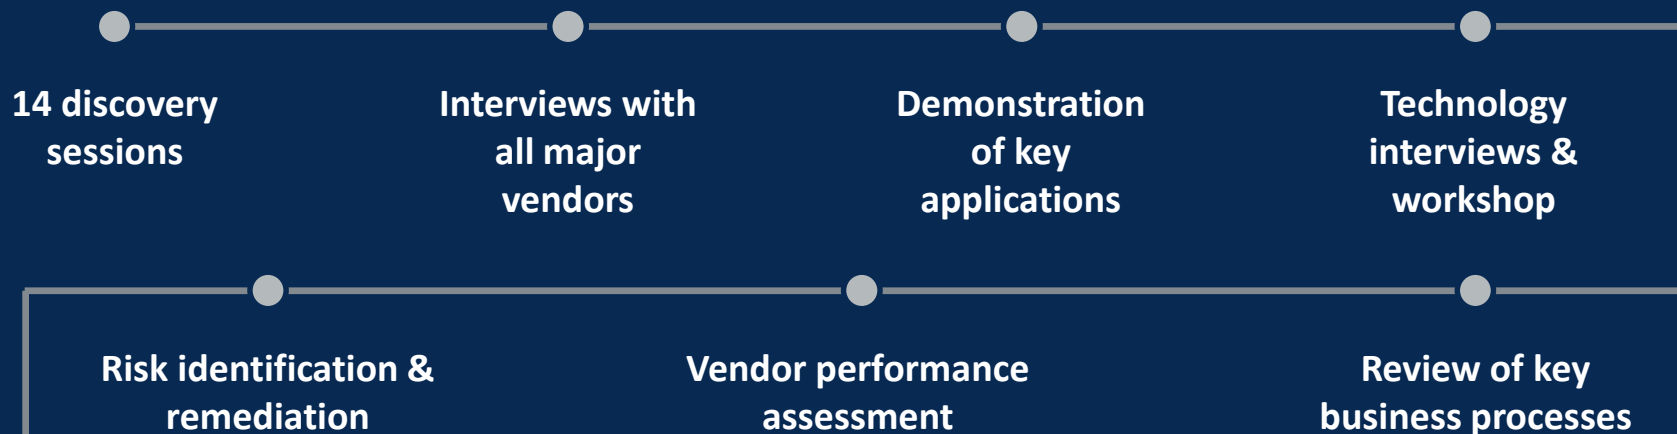 14 discovery
sessions
Interviews with
all major
vendors
Demonstration
of key
applications
Technology
interviews &
workshop
Risk identification &
remediation
Vendor performance
assessment
Review of key
business processes